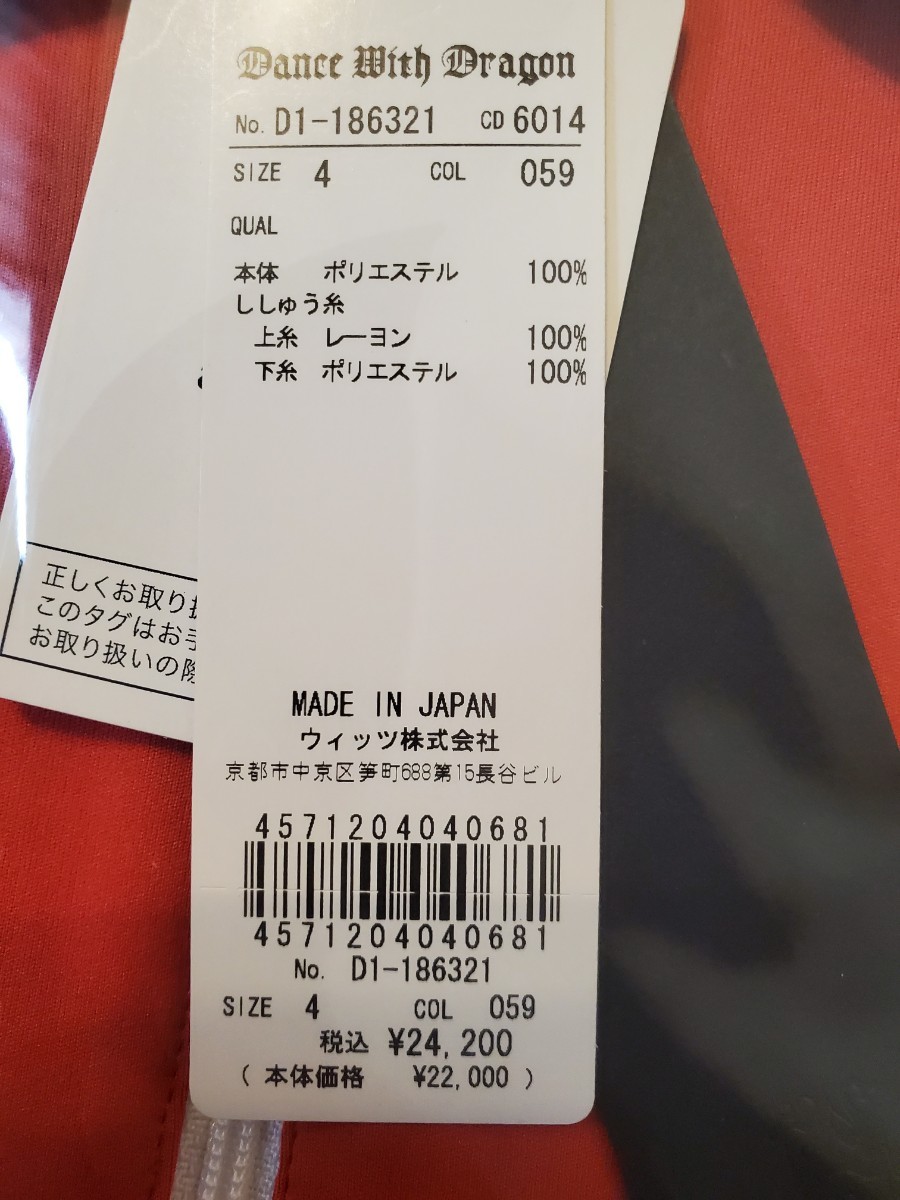 Dance With Dragon
No. D1-186321 CD 6014
SIZE 4 COL 059
QUAL
本体 ポリエステル 100%
ししゅう糸
上糸 レーヨン 100%
下糸 ポリエステル 100%
正しくお取り扱
このタグはお手
お取り扱いの際
MADE IN JAPAN
ウィッツ株式会社
京都市中京区笋町688第15長谷ビル
4571204040681
4571204040681
No. D1-186321
SIZE 4 COL 059
税込 ¥24,200
( 本体価格 ¥22,000 )